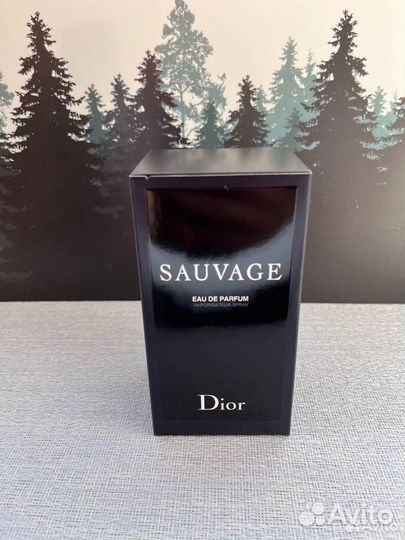 SAUVAGE
EAU DE PARFUM
VAPORISATEUR SPRAY
Dior
Avito